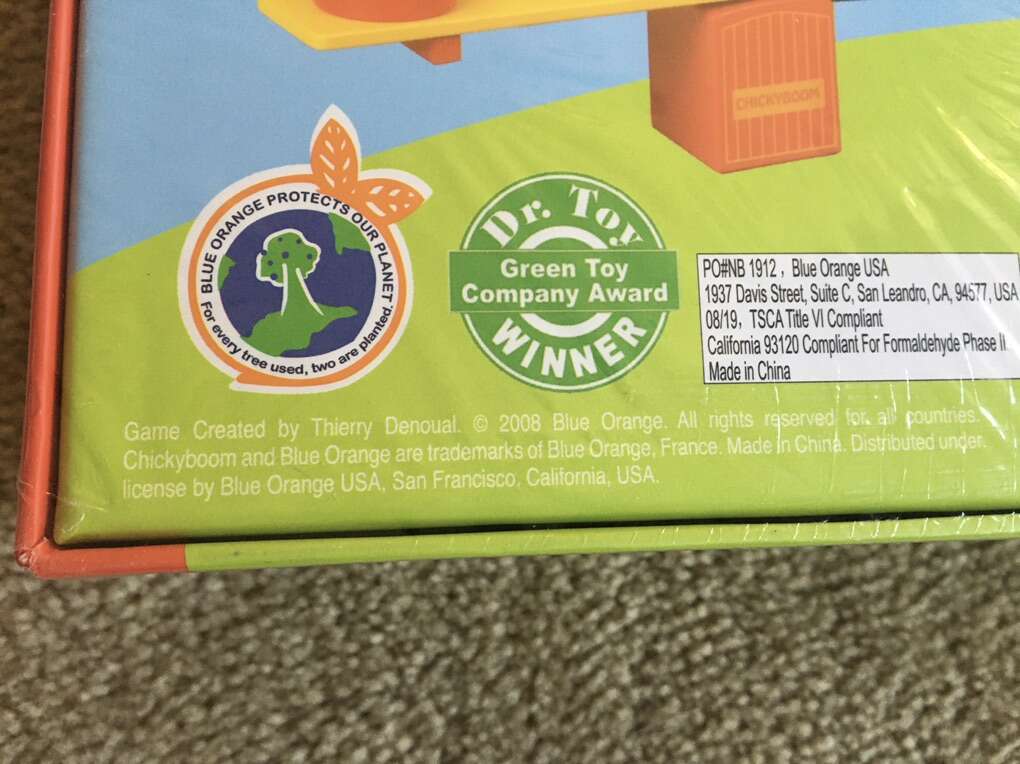 CHICKYBOOM
BLUE ORANGE PROTECTS OUR PLANET.
For every tree used, two are planted.
Dr. Toy
Green Toy
Company Award
WINNER
PO#NB 1912 , Blue Orange USA
1937 Davis Street, Suite C, San Leandro, CA, 94577, USA
08/19, TSCA Title VI Compliant
California 93120 Compliant For Formaldehyde Phase II
Made in China
Game Created by Thierry Denoual. © 2008 Blue Orange. All rights reserved for all countries.
Chickyboom and Blue Orange are trademarks of Blue Orange, France. Made in China. Distributed under
license by Blue Orange USA, San Francisco, California, USA.